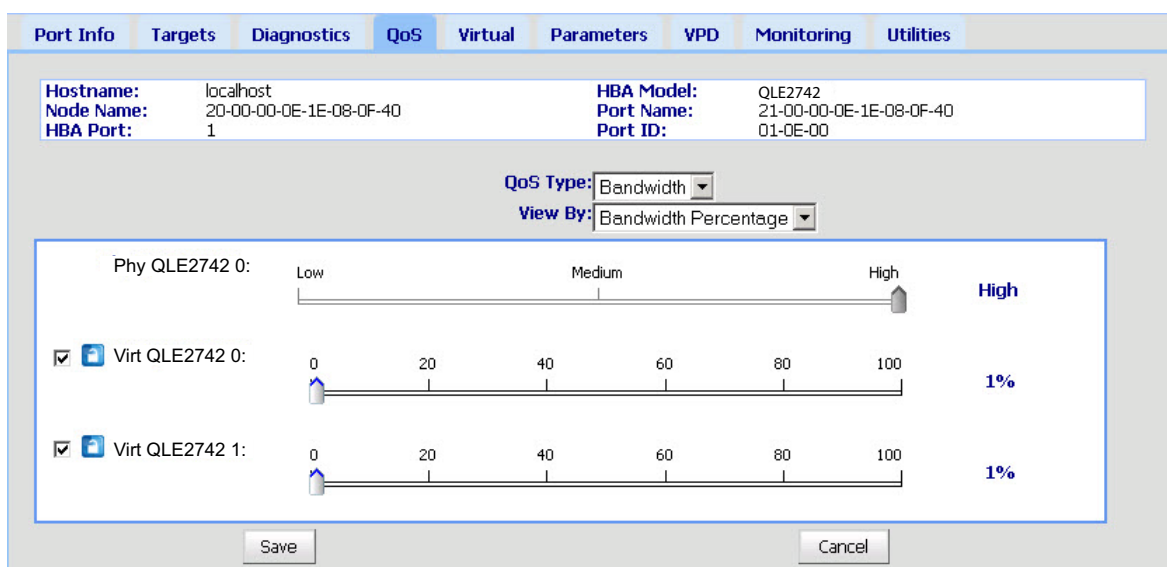 Port Info Targets Diagnostics QoS Virtual Parameters VPD Monitoring Utilities
Hostname: localhost HBA Model: QLE2742
Node Name: 20-00-00-0E-1E-08-0F-40 Port Name: 21-00-00-0E-1E-08-0F-40
HBA Port: 1 Port ID: 01-0E-00
QoS Type: Bandwidth
View By: Bandwidth Percentage
Phy QLE2742 0: Low Medium High High
Virt QLE2742 0: 0 20 40 60 80 100 1%
Virt QLE2742 1: 0 20 40 60 80 100 1%
Save Cancel